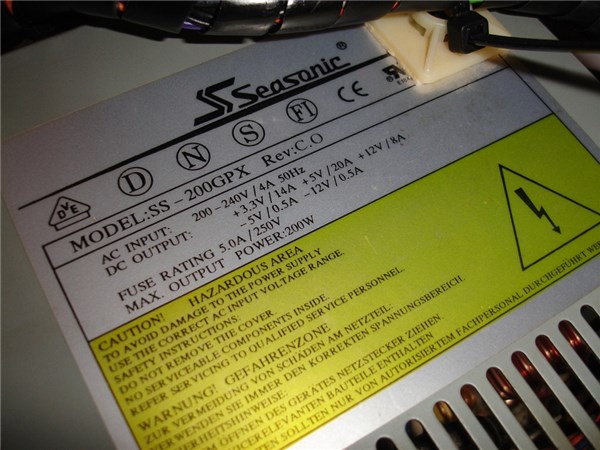 Seasonic®
D N S FI CE
DVE
MODEL:SS-200GPX Rev:C.O
AC INPUT: 200-240V/4A 50Hz
DC OUTPUT: +3.3V/14A +5V/20A +12V/8A
-5V/0.5A -12V/0.5A
FUSE RATING 5.0A/250V
MAX. OUTPUT POWER:200W
CAUTION! HAZARDOUS AREA
TO AVOID DAMAGE TO THE POWER SUPPLY
USE THE CORRECT AC INPUT VOLTAGE RANGE.
SAFETY INSTRUCTIONS:
DO NOT REMOVE THE COVER.
NO SERVICEABLE COMPONENTS INSIDE.
REFER SERVICING TO QUALIFIED SERVICE PERSONNEL.
WARNUNG! GEFAHRENZONE
ZUR VERMEIDUNG VON SCHÄDEN AM NETZTEIL:
VERWENDEN SIE IMMER DEN KORREKTEN SPANNUNGSBEREICH.
SICHERHEITSHINWEISE:
ÖFFNEN DES GERÄTES NETZSTECKER ZIEHEN
SERVICERELEVANTEN BAUTEILE ENTHALTEN
SOLLTEN NUR VON AUTORISIERTEM FACHPERSONAL DURCHGEFÜHRT